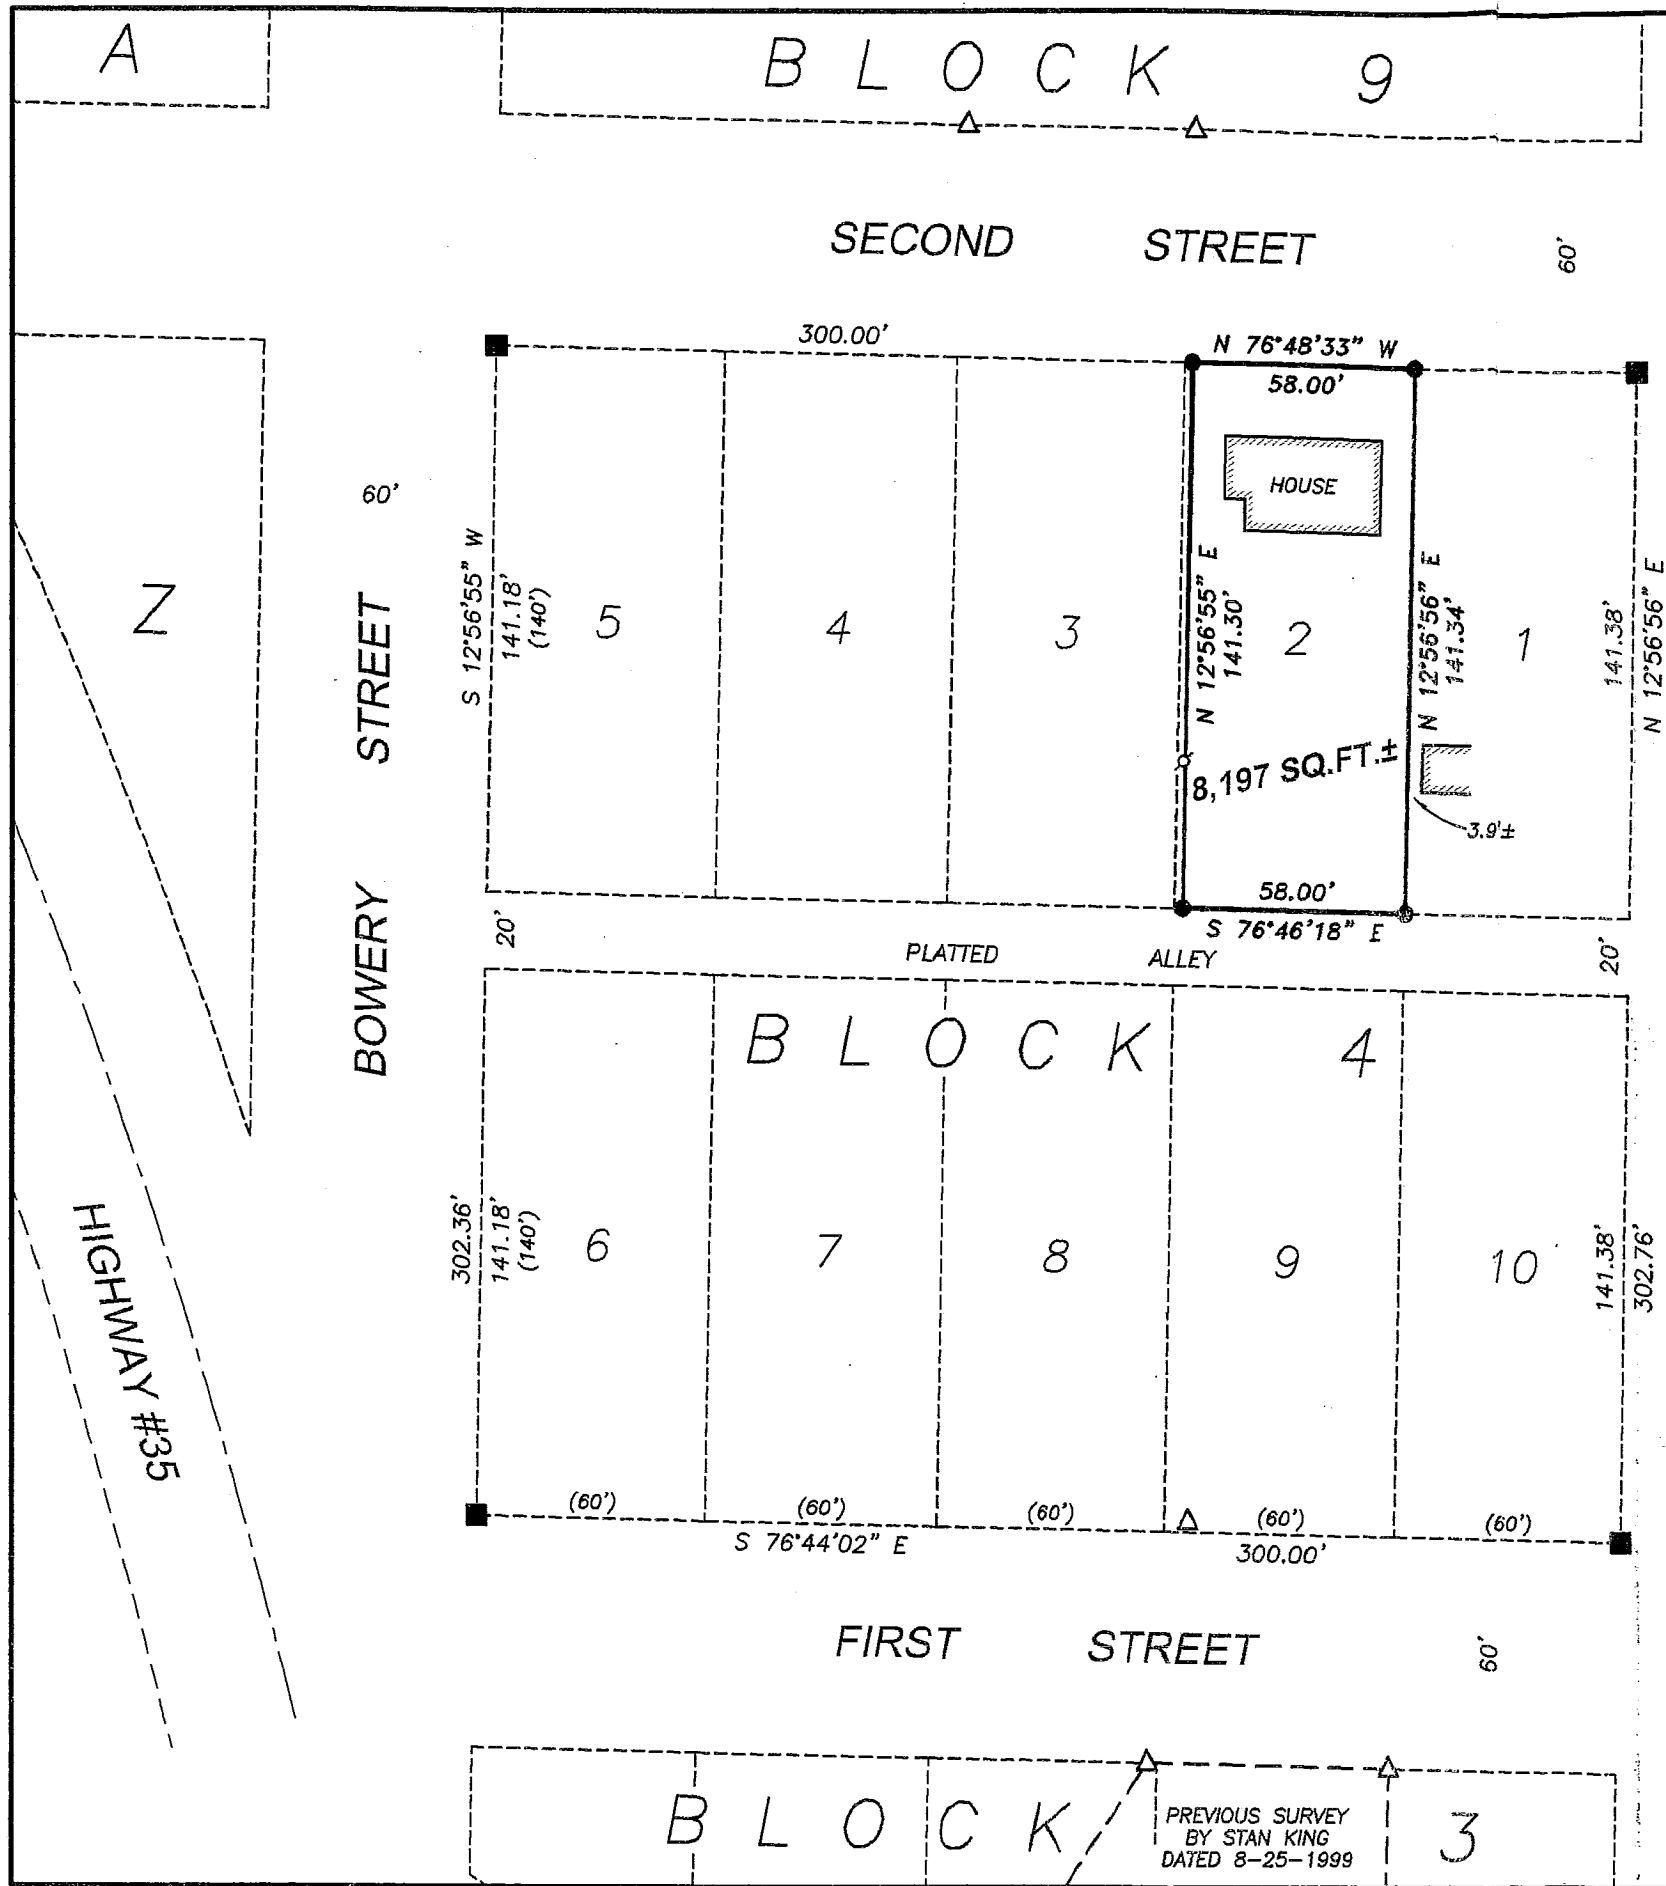 A
BLOCK 9
SECOND STREET
60'
300.00'
N 76°48'33" W
58.00'
HOUSE
60'
Z
BOWERY STREET
S 12°56'55" W
141.18'
(140')
5
4
3
N 12°56'55" E
141.30'
2
N 12°56'56" E
141.34'
1
141.38'
N 12°56'56" E
8,197 SQ.FT.±
3.9'±
58.00'
S 76°46'18" E
20'
PLATTED ALLEY
20'
BLOCK 4
HIGHWAY #35
302.36'
141.18'
(140')
6
7
8
9
10
141.38'
302.76'
(60')
(60')
(60')
(60')
(60')
S 76°44'02" E
300.00'
FIRST STREET
60'
BLOCK 3
PREVIOUS SURVEY
BY STAN KING
DATED 8-25-1999